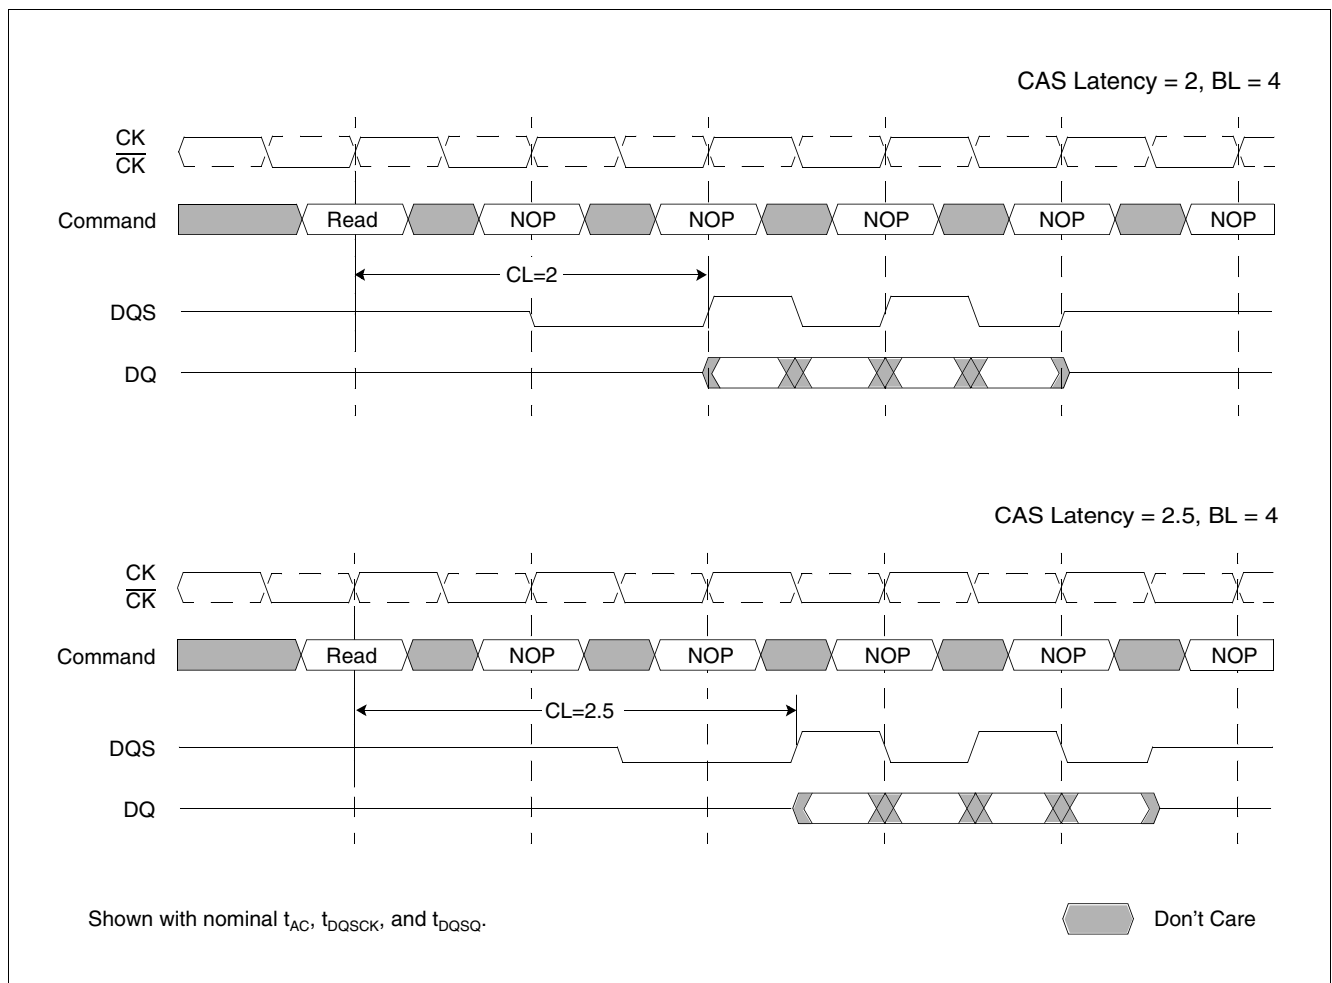 CAS Latency = 2, BL = 4
CK
CK
Command
Read NOP NOP NOP NOP NOP
CL=2
DQS
DQ
CAS Latency = 2.5, BL = 4
CK
CK
Command
Read NOP NOP NOP NOP NOP
CL=2.5
DQS
DQ
Shown with nominal tAC, tDQSCK, and tDQSQ.
Don't Care